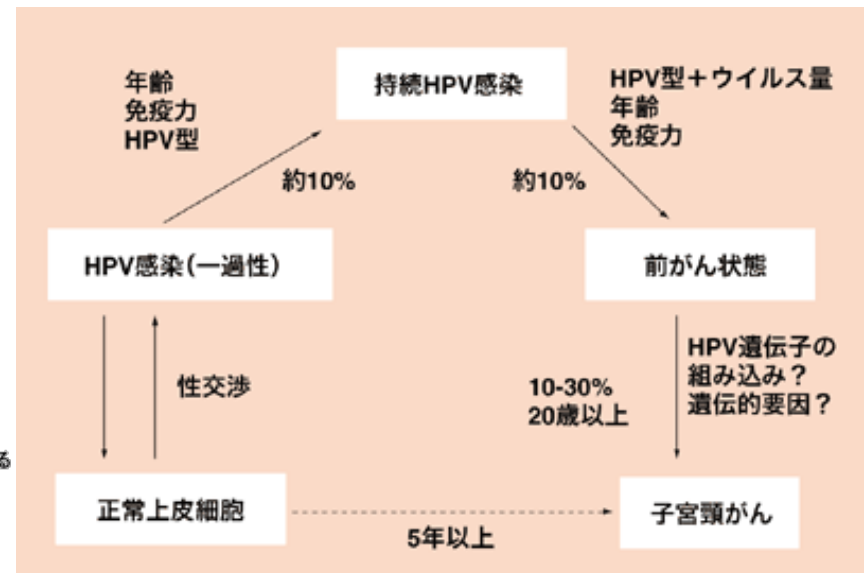 年齢
免疫力
HPV型
持続HPV感染
HPV型＋ウイルス量
年齢
免疫力
約10%
約10%
HPV感染（一過性）
前がん状態
性交渉
10-30%
20歳以上
HPV遺伝子の
組み込み？
遺伝的要因？
る
正常上皮細胞
5年以上
子宮頸がん